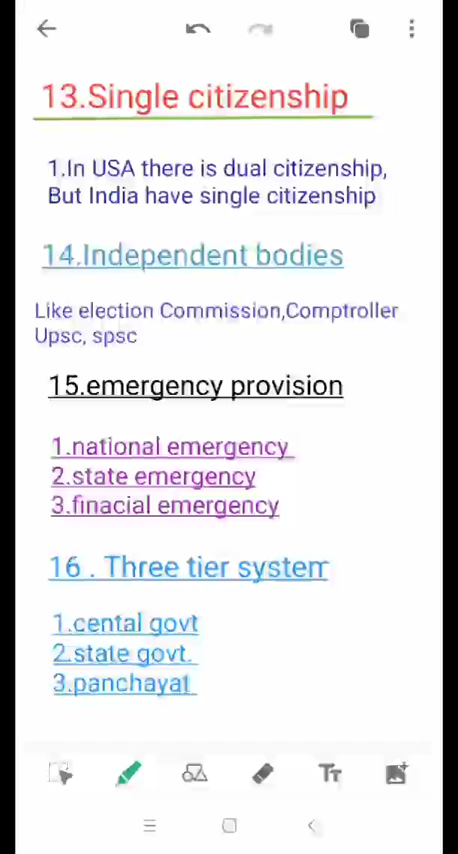 13.Single citizenship
1.In USA there is dual citizenship,
But India have single citizenship
14.Independent bodies
Like election Commission,Comptroller
Upsc, spsc
15.emergency provision
1.national emergency
2.state emergency
3.finacial emergency
16 . Three tier system
1.cental govt
2.state govt.
3.panchayat
TT